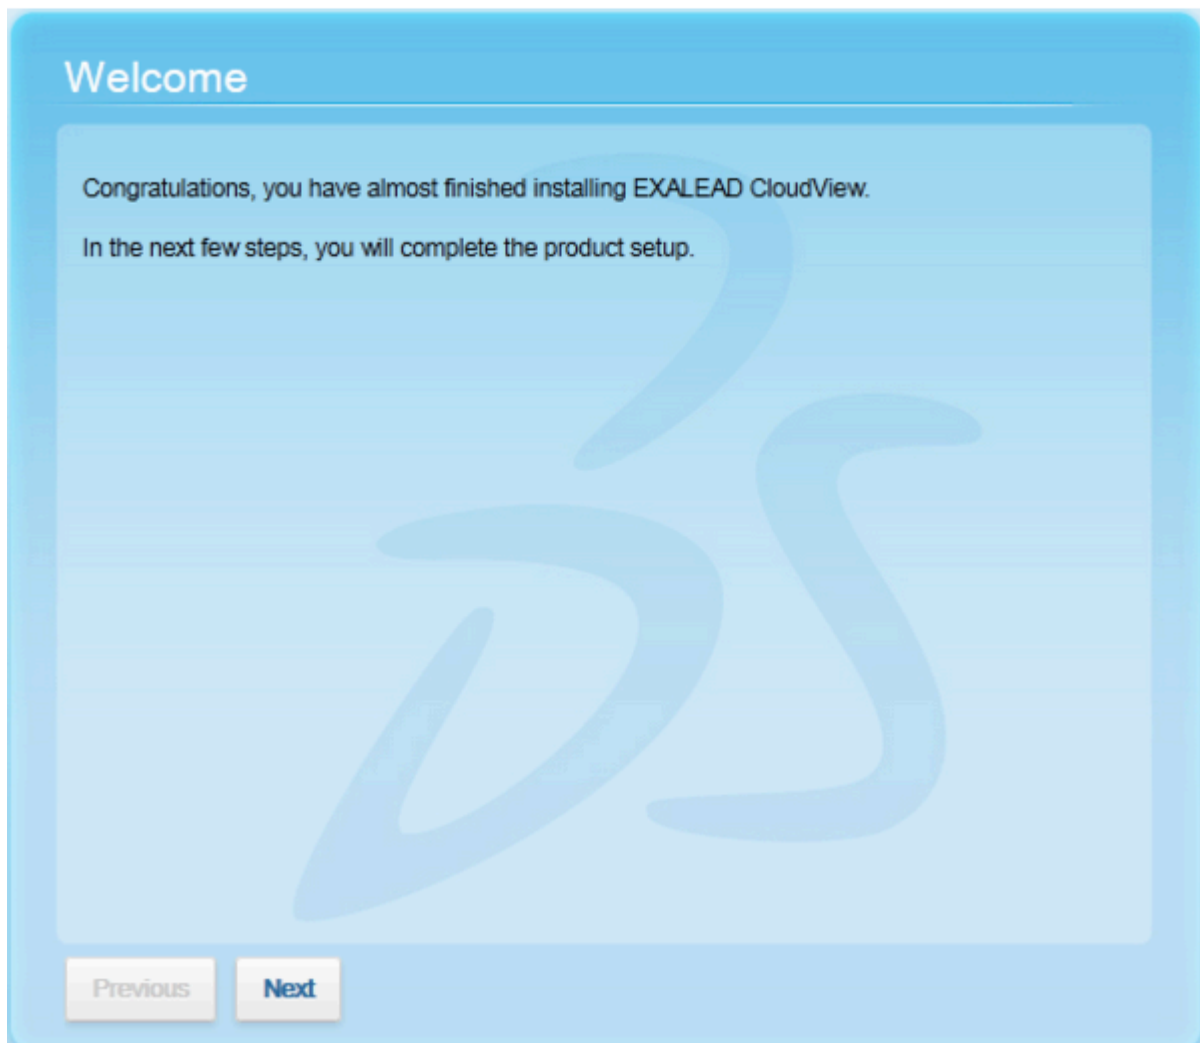 Welcome
Congratulations, you have almost finished installing EXALEAD CloudView.
In the next few steps, you will complete the product setup.
Previous
Next